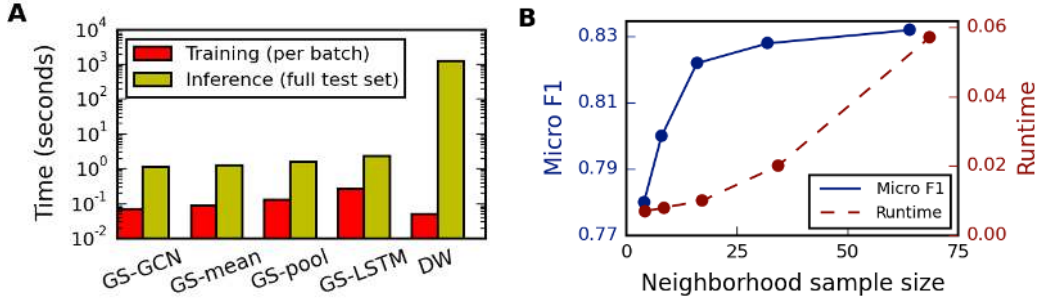 A
10^4
10^3
10^2
10^1
10^0
10^-1
10^-2
Time (seconds)
Training (per batch)
Inference (full test set)
GS-GCN
GS-mean
GS-pool
GS-LSTM
DW
B
0.83
0.81
0.79
0.77
Micro F1
0.06
0.04
0.02
0.00
Runtime
Micro F1
Runtime
0 25 50 75
Neighborhood sample size